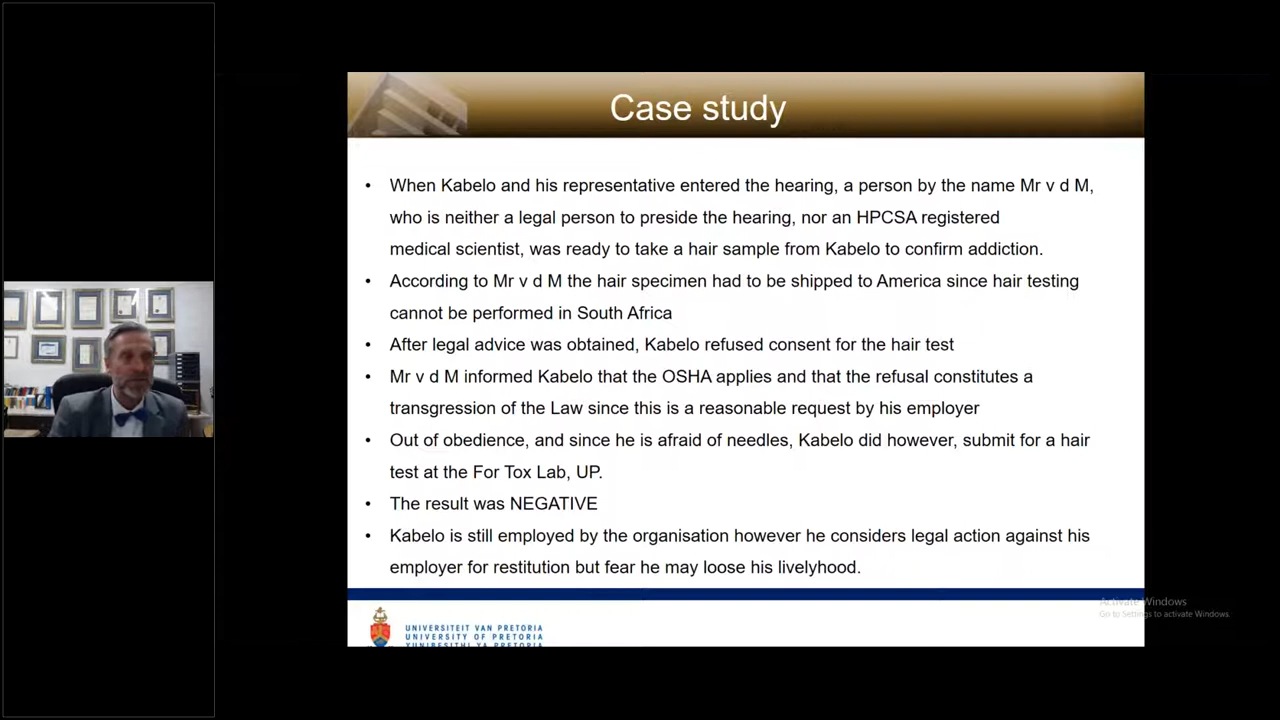 Case study
• When Kabelo and his representative entered the hearing, a person by the name Mr v d M,
who is neither a legal person to preside the hearing, nor an HPCSA registered
medical scientist, was ready to take a hair sample from Kabelo to confirm addiction.
• According to Mr v d M the hair specimen had to be shipped to America since hair testing
cannot be performed in South Africa
• After legal advice was obtained, Kabelo refused consent for the hair test
• Mr v d M informed Kabelo that the OSHA applies and that the refusal constitutes a
transgression of the Law since this is a reasonable request by his employer
• Out of obedience, and since he is afraid of needles, Kabelo did however, submit for a hair
test at the For Tox Lab, UP.
• The result was NEGATIVE
• Kabelo is still employed by the organisation however he considers legal action against his
employer for restitution but fear he may loose his livelyhood.
Activate Windows
Go to Settings to activate Windows.
UNIVERSITEIT VAN PRETORIA
UNIVERSITY OF PRETORIA
YUNIBESITHI YA PRETORIA